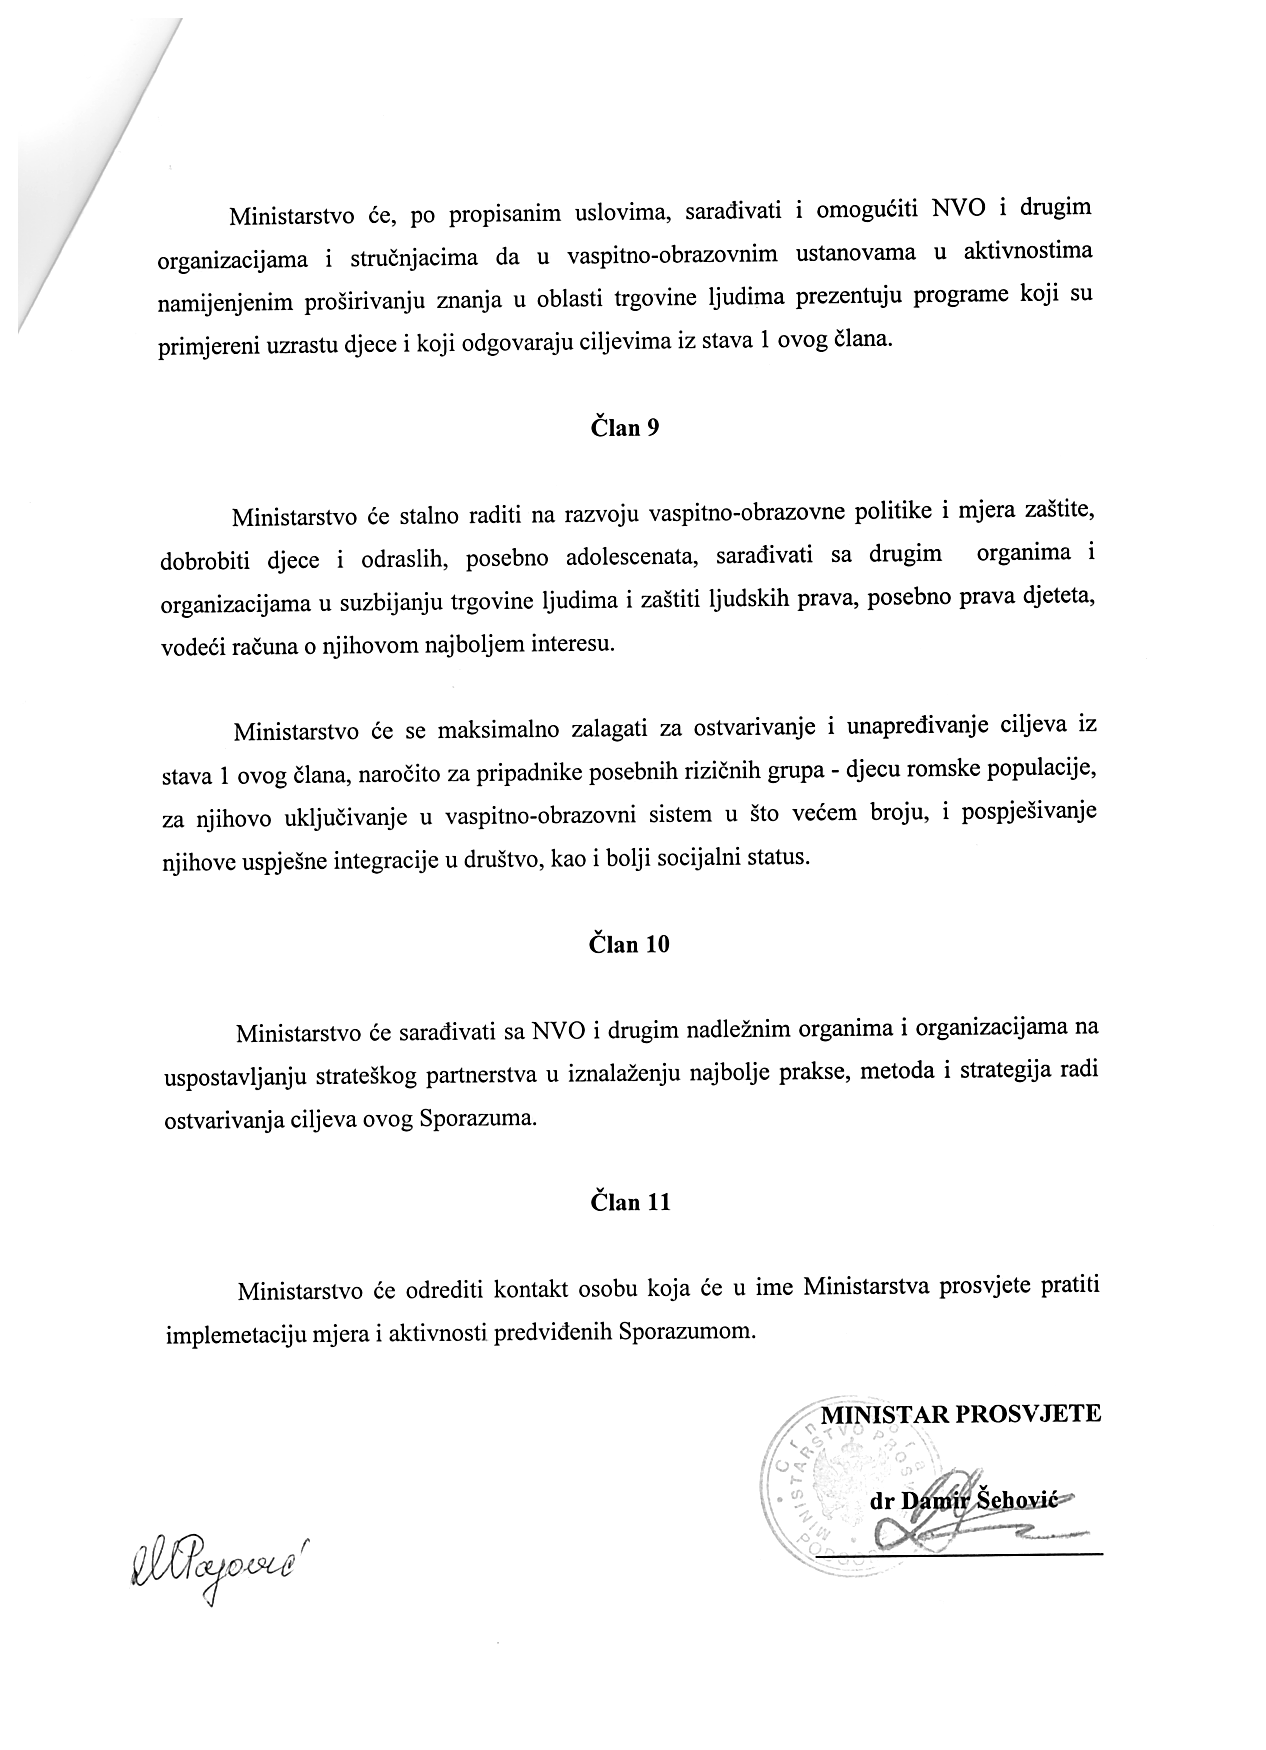 Ministarstvo će, po propisanim uslovima, sarađivati i omogućiti NVO i drugim
organizacijama i stručnjacima da u vaspitno-obrazovnim ustanovama u aktivnostima
namijenjenim proširivanju znanja u oblasti trgovine ljudima prezentuju programe koji su
primjereni uzrastu djece i koji odgovaraju ciljevima iz stava 1 ovog člana.
Član 9
Ministarstvo će stalno raditi na razvoju vaspitno-obrazovne politike i mjera zaštite,
dobrobiti djece i odraslih, posebno adolescenata, sarađivati sa drugim organima i
organizacijama u suzbijanju trgovine ljudima i zaštiti ljudskih prava, posebno prava djeteta,
vodeći računa o njihovom najboljem interesu.
Ministarstvo će se maksimalno zalagati za ostvarivanje i unapređivanje ciljeva iz
stava 1 ovog člana, naročito za pripadnike posebnih rizičnih grupa - djecu romske populacije,
za njihovo uključivanje u vaspitno-obrazovni sistem u što većem broju, i pospješivanje
njihove uspješne integracije u društvo, kao i bolji socijalni status.
Član 10
Ministarstvo će sarađivati sa NVO i drugim nadležnim organima i organizacijama na
uspostavljanju strateškog partnerstva u iznalaženju najbolje prakse, metoda i strategija radi
ostvarivanja ciljeva ovog Sporazuma.
Član 11
Ministarstvo će odrediti kontakt osobu koja će u ime Ministarstva prosvjete pratiti
implemetaciju mjera i aktivnosti predviđenih Sporazumom.
MINISTAR PROSVJETE
dr Damir Šehović